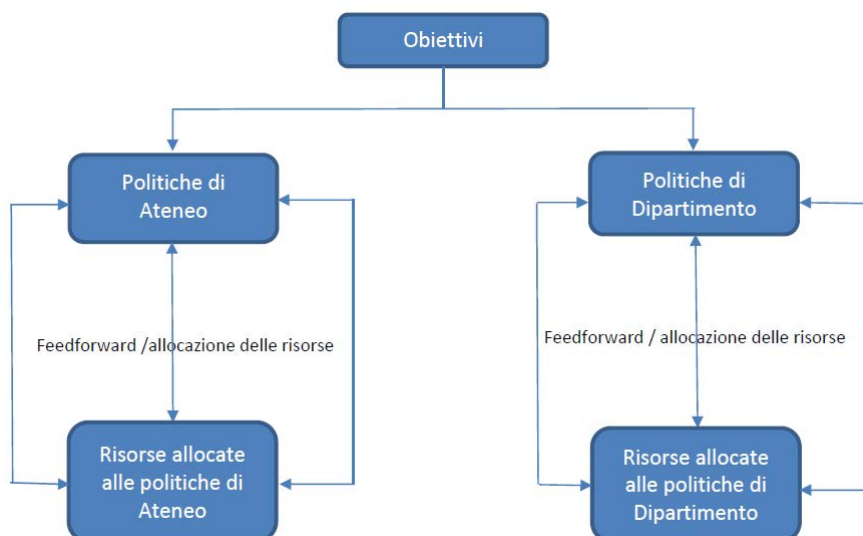 Obiettivi
Politiche di
Ateneo
Politiche di
Dipartimento
Feedforward /allocazione delle risorse
Feedforward / allocazione delle risorse
Risorse allocate
alle politiche di
Ateneo
Risorse allocate
alle politiche di
Dipartimento